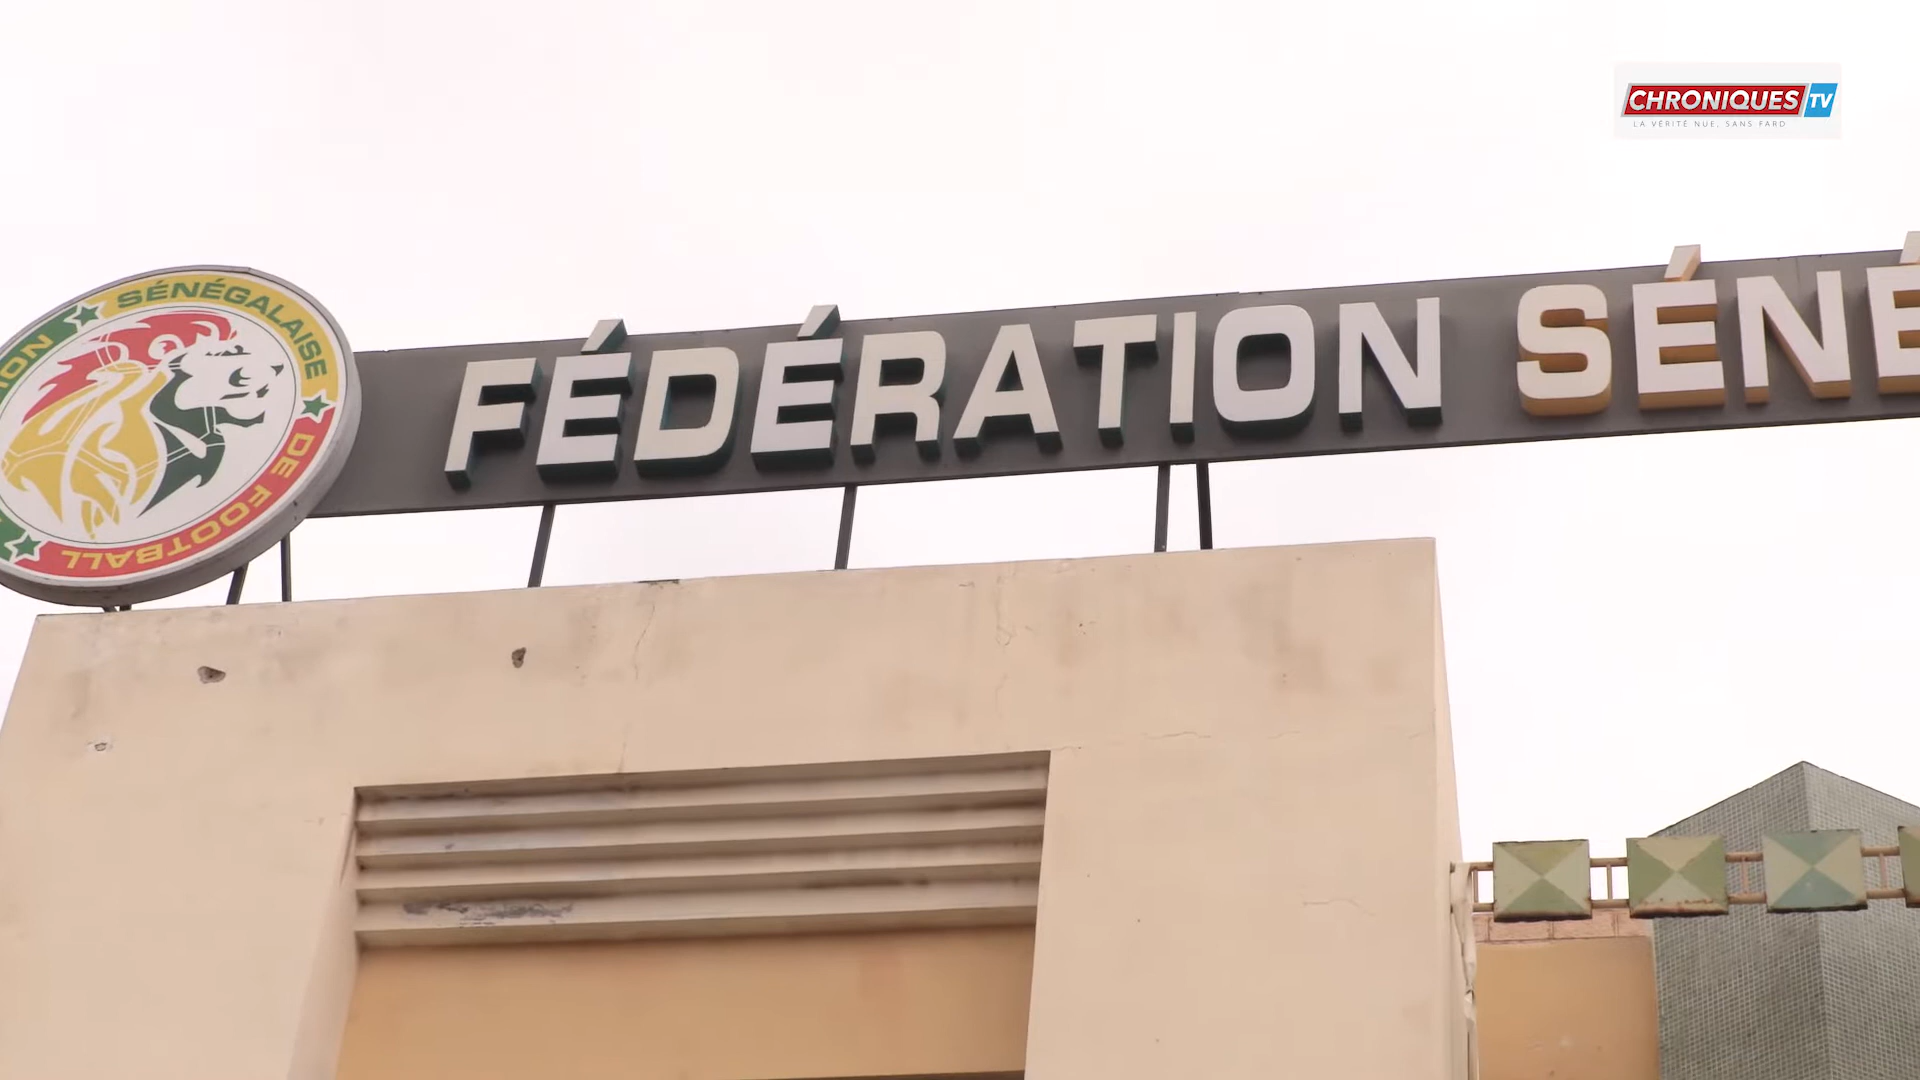 CHRONIQUES TV
LA VÉRITÉ NUE, SANS FARD
FÉDÉRATION SÉNÉ
SÉNÉGALAISE
DE FOOTBALL